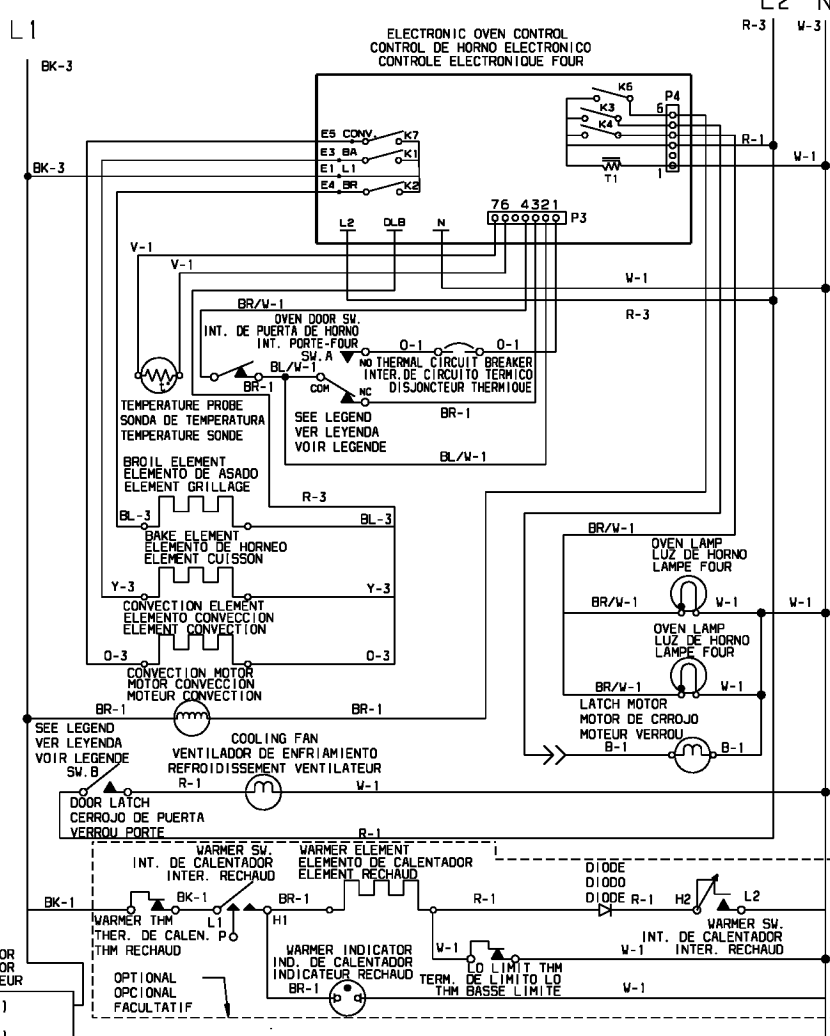 L1
L2 N
R-3 W-3
BK-3
ELECTRONIC OVEN CONTROL
CONTROL DE HORNO ELECTRONICO
CONTROLE ELECTRONIQUE FOUR
K6
P4
6
K3
K4
E5 CONV. K7
E3 BA K1
E1 L1
E4 BR K2
BK-3
R-1
W-1
T1
1
76 4321
P3
L2 DLB N
V-1
V-1
W-1
R-3
BR/W-1
OVEN DOOR SW.
INT. DE PUERTA DE HORNO
INT. PORTE-FOUR
SW.A
O-1 O-1
NO THERMAL CIRCUIT BREAKER
INTER.DE CIRCUITO TERMICO
DISJONCTEUR THERMIQUE
BL/W-1
BR-1
COM
NC
BR-1
TEMPERATURE PROBE
SONDA DE TEMPERATURA
TEMPERATURE SONDE
SEE LEGEND
VER LEYENDA
VOIR LEGENDE
BL/W-1
BROIL ELEMENT
ELEMENTO DE ASADO
ELEMENT GRILLAGE
R-3
BL-3 BL-3
BAKE ELEMENT
ELEMENTO DE HORNEO
ELEMENT CUISSON
Y-3 Y-3
CONVECTION ELEMENT
ELEMENTO CONVECCION
ELEMENT CONVECTION
O-3 O-3
CONVECTION MOTOR
MOTOR CONVECCION
MOTEUR CONVECTION
BR-1 BR-1
BR/W-1
OVEN LAMP
LUZ DE HORNO
LAMPE FOUR
BR/W-1 W-1 W-1
OVEN LAMP
LUZ DE HORNO
LAMPE FOUR
BR/W-1 W-1
LATCH MOTOR
MOTOR DE CRROJO
MOTEUR VERROU
B-1 B-1
SEE LEGEND
VER LEYENDA
VOIR LEGENDE
SW.B
COOLING FAN
VENTILADOR DE ENFRIAMIENTO
REFROIDISSEMENT VENTILATEUR
R-1 W-1
DOOR LATCH
CERROJO DE PUERTA
VERROU PORTE
R-1
WARMER SW.
INT. DE CALENTADOR
INTER. RECHAUD
WARMER ELEMENT
ELEMENTO DE CALENTADOR
ELEMENT RECHAUD
DIODE
DIODO
DIODE
BK-1 BK-1 L1 BR-1 H1 R-1 R-1 H2 L2
WARMER THM
THER. DE CALEN. P
THM RECHAUD
WARMER SW.
INT. DE CALENTADOR
INTER. RECHAUD
WARMER INDICATOR
IND. DE CALENTADOR
INDICATEUR RECHAUD
W-1 W-1
LO LIMIT THM
TERM. DE LIMITO LO
THM BASSE LIMITE
BR-1 W-1
OPTIONAL
OPCIONAL
FACULTATIF
OR
OR
EUR